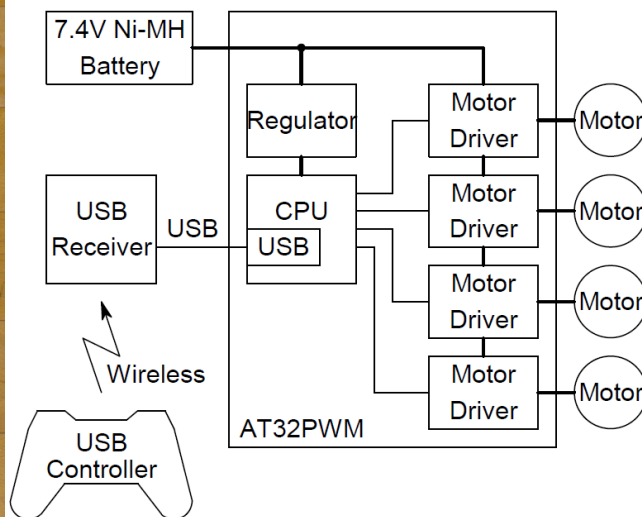 7.4V Ni-MH
Battery
Regulator
Motor
Driver
Motor
USB
Receiver
USB
CPU
USB
Motor
Driver
Motor
Motor
Driver
Motor
Wireless
Motor
Driver
Motor
AT32PWM
USB
Controller